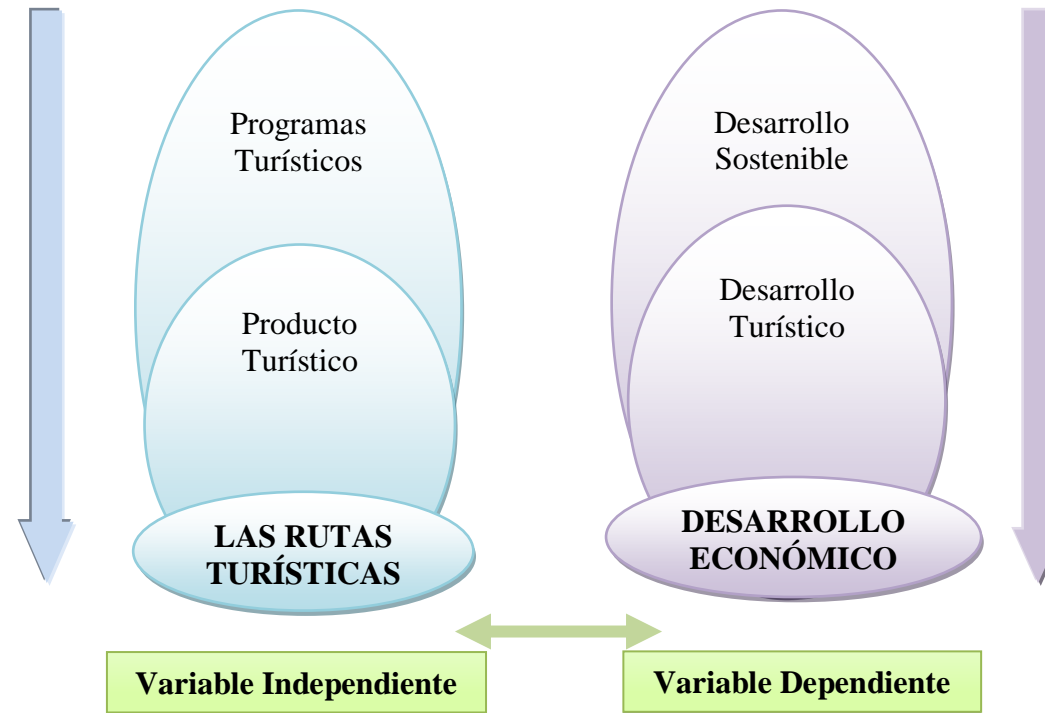 Programas
Turísticos
Producto
Turístico
LAS RUTAS
TURÍSTICAS
Variable Independiente
Desarrollo
Sostenible
Desarrollo
Turístico
DESARROLLO
ECONÓMICO
Variable Dependiente